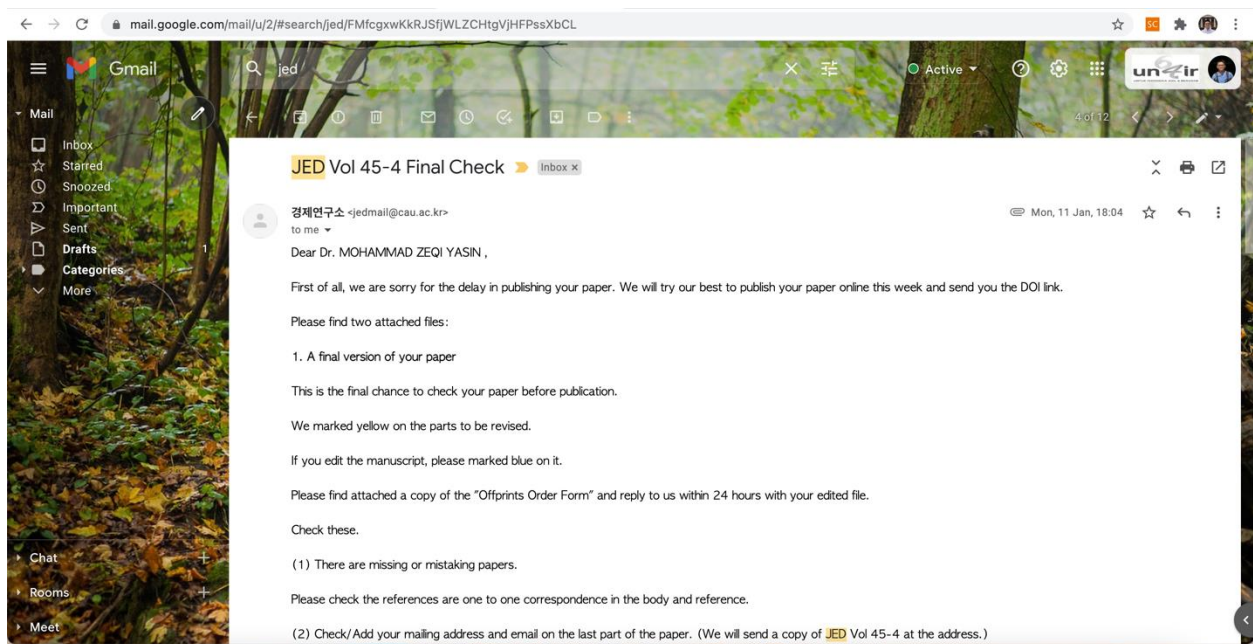 mail.google.com/mail/u/2/#search/jed/FMfcgxwKkRJSfjWLZCHtgVjHFPssXbCL
SC
Gmail
jed
Active
un4ir
Mail
4 of 12
Inbox
Starred
Snoozed
Important
Sent
Drafts 1
Categories
More
JED Vol 45-4 Final Check Inbox ×
경제연구소 <jedmail@cau.ac.kr>
Mon, 11 Jan, 18:04
to me
Dear Dr. MOHAMMAD ZEQI YASIN ,
First of all, we are sorry for the delay in publishing your paper. We will try our best to publish your paper online this week and send you the DOI link.
Please find two attached files:
1. A final version of your paper
This is the final chance to check your paper before publication.
We marked yellow on the parts to be revised.
If you edit the manuscript, please marked blue on it.
Please find attached a copy of the "Offprints Order Form" and reply to us within 24 hours with your edited file.
Check these.
(1) There are missing or mistaking papers.
Please check the references are one to one correspondence in the body and reference.
(2) Check/Add your mailing address and email on the last part of the paper. (We will send a copy of JED Vol 45-4 at the address.)
Chat
Rooms
Meet